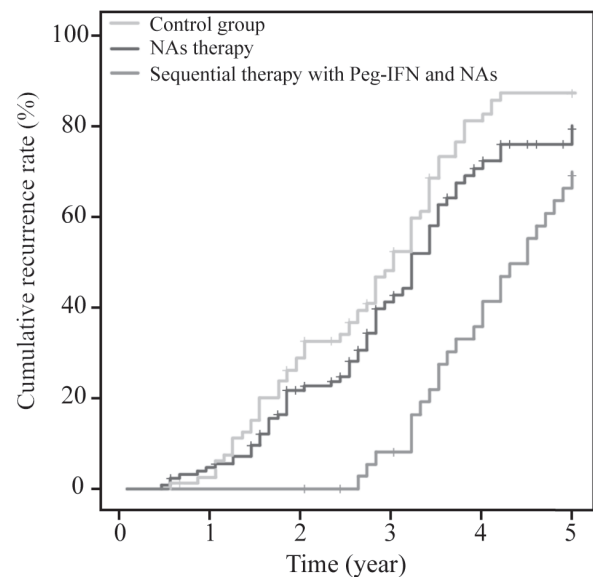 Control group
NAs therapy
Sequential therapy with Peg-IFN and NAs
Cumulative recurrence rate (%)
100
80
60
40
20
0
0 1 2 3 4 5
Time (year)